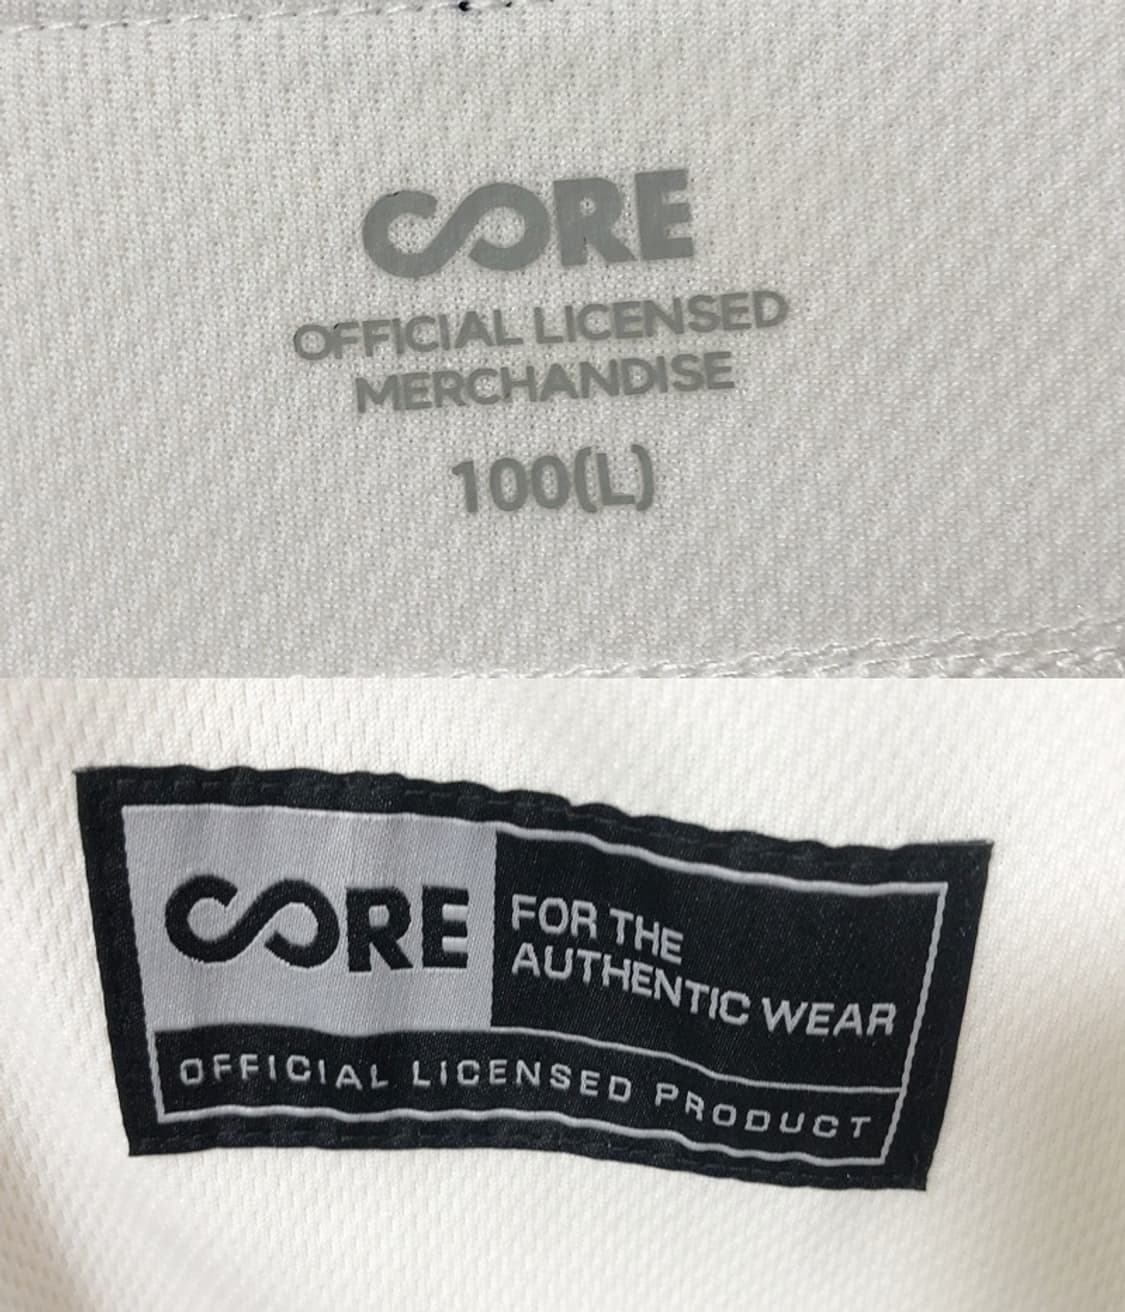 CORE
OFFICIAL LICENSED
MERCHANDISE
100(L)
CORE
FOR THE
AUTHENTIC WEAR
OFFICIAL LICENSED PRODUCT